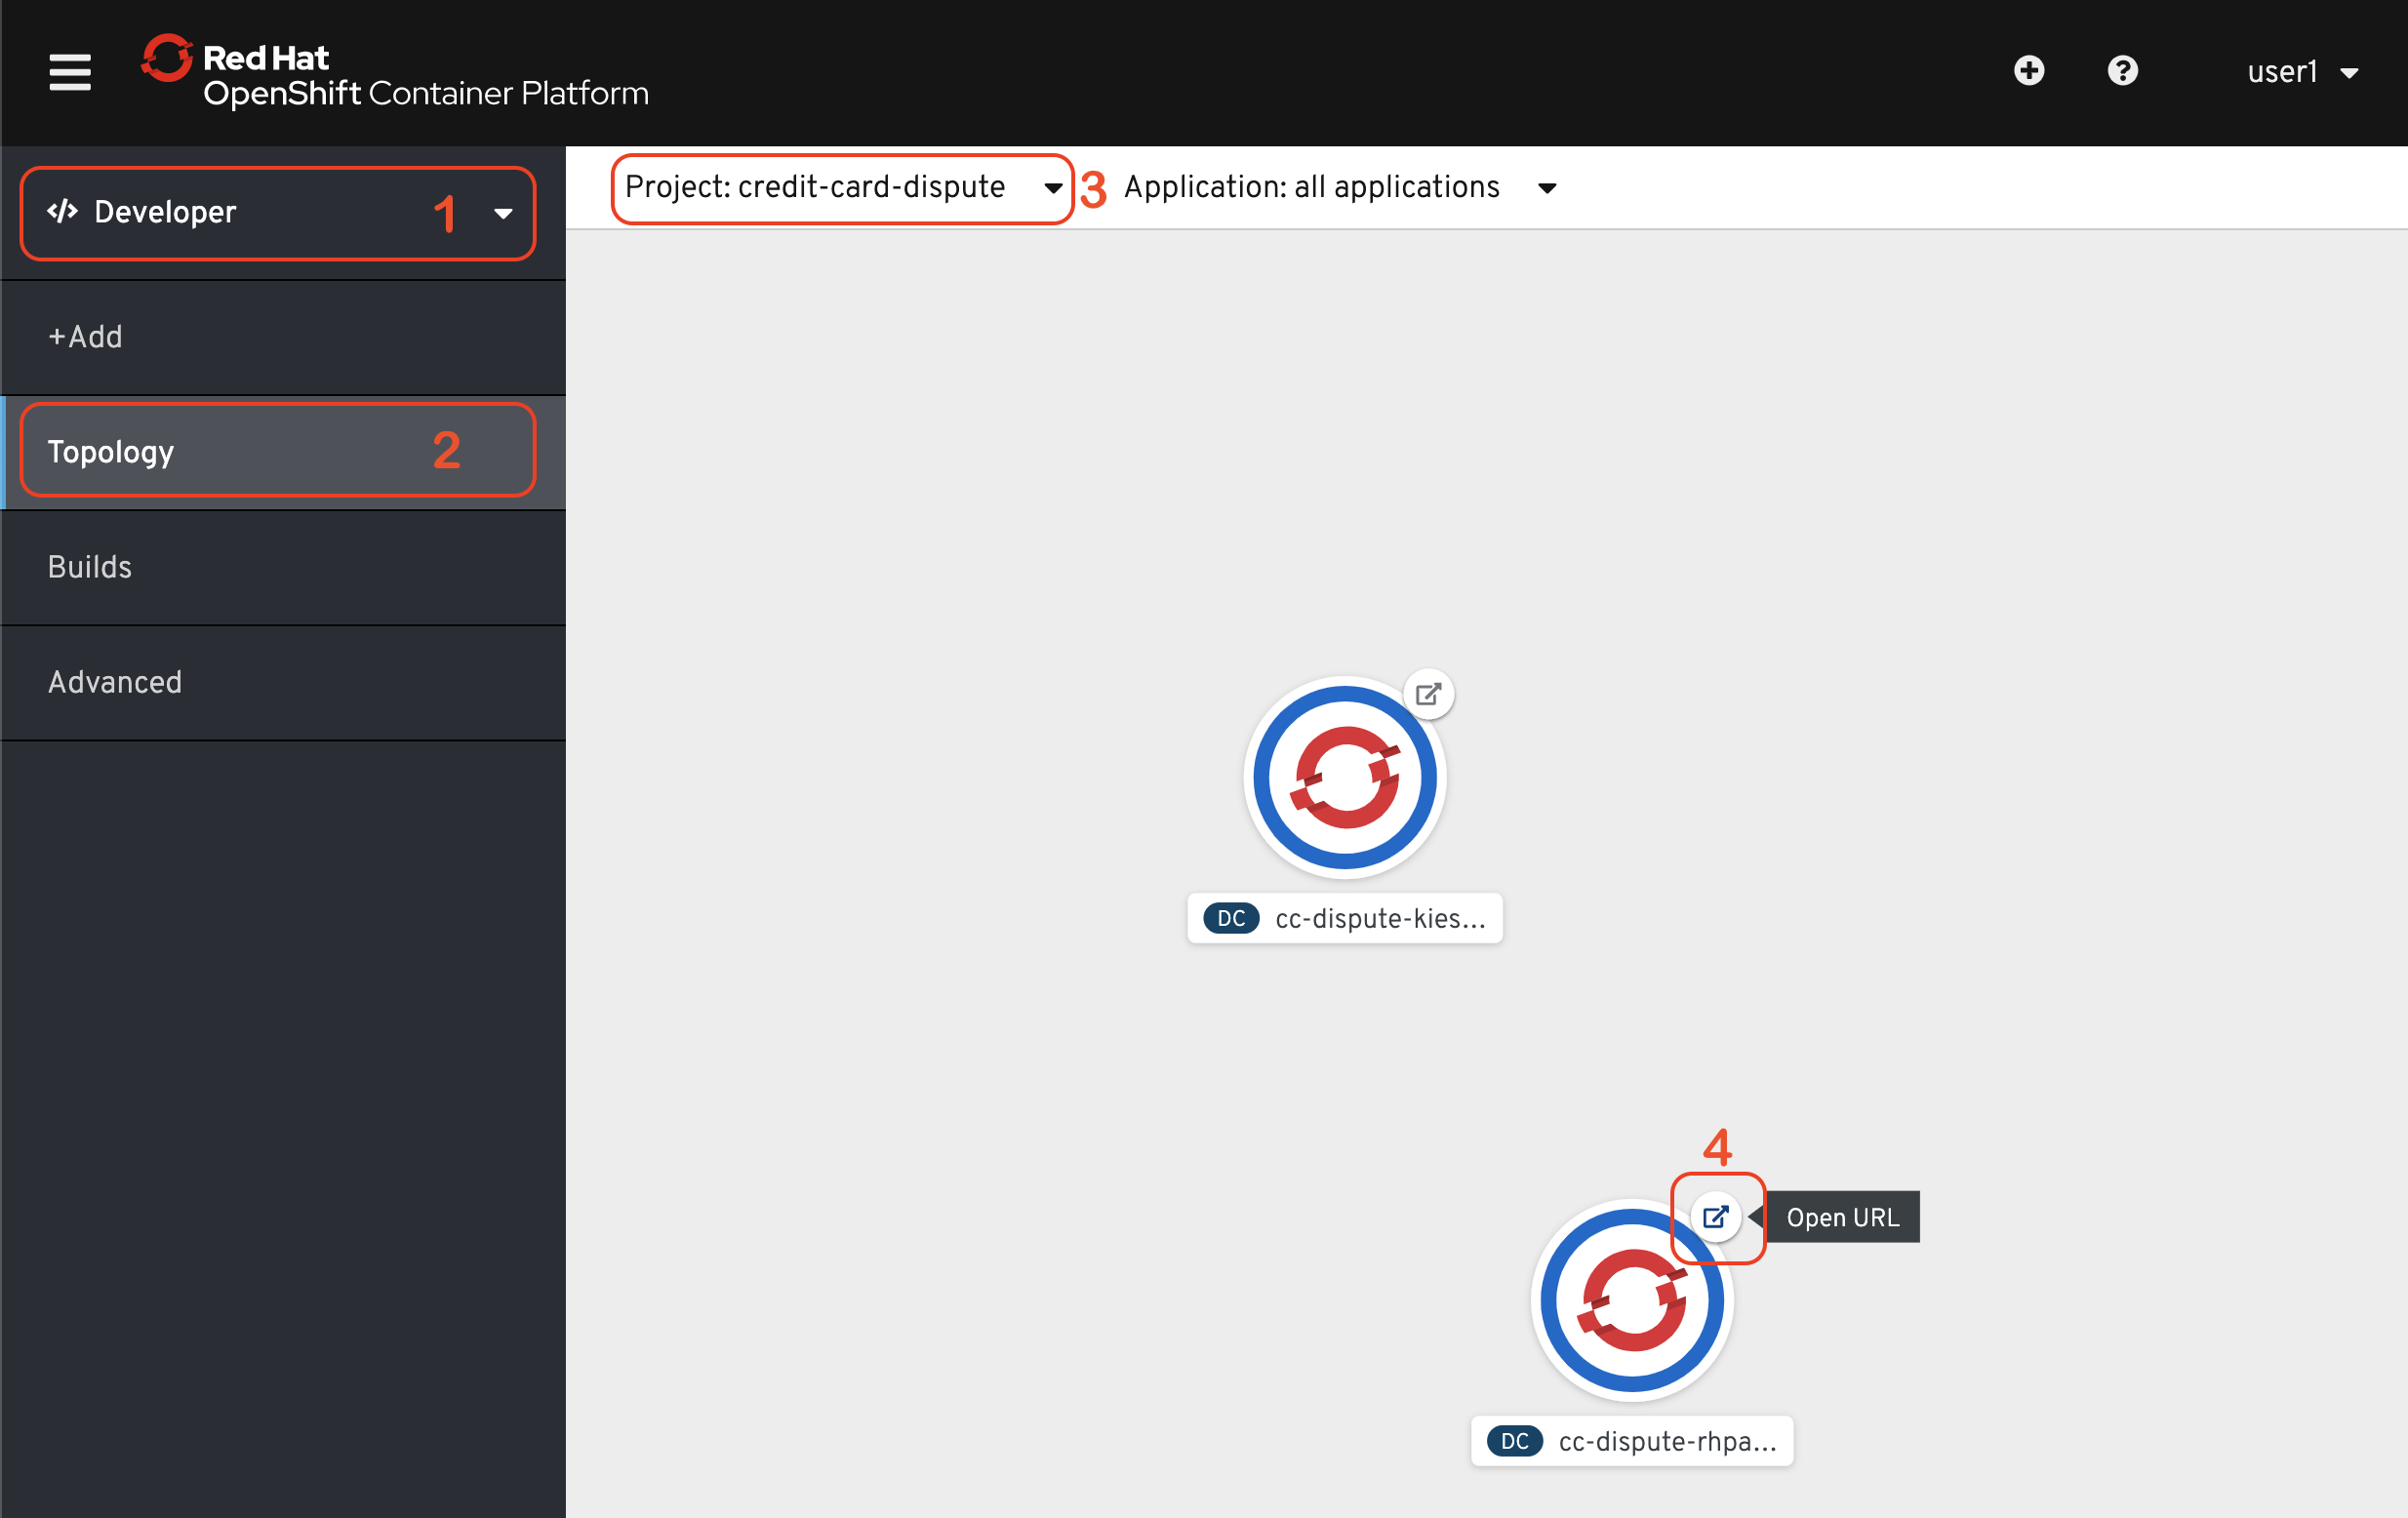 Red Hat
OpenShift Container Platform
user1
Developer 1
Project: credit-card-dispute 3 Application: all applications
+Add
Topology 2
Builds
Advanced
DC cc-dispute-kies...
4
Open URL
DC cc-dispute-rhpa...